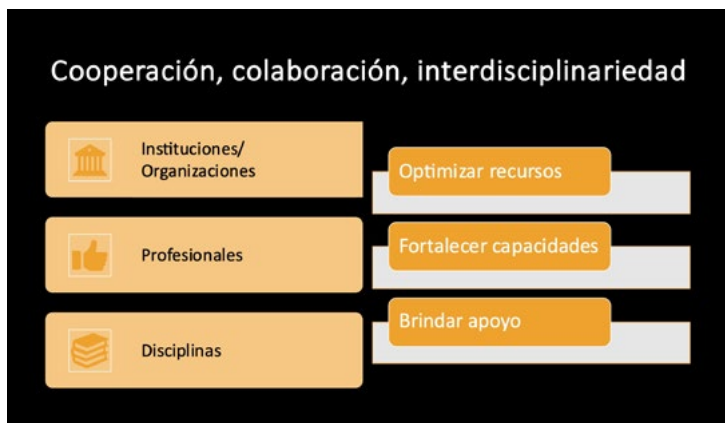 Cooperación, colaboración, interdisciplinariedad
Instituciones/
Organizaciones
Profesionales
Disciplinas
Optimizar recursos
Fortalecer capacidades
Brindar apoyo